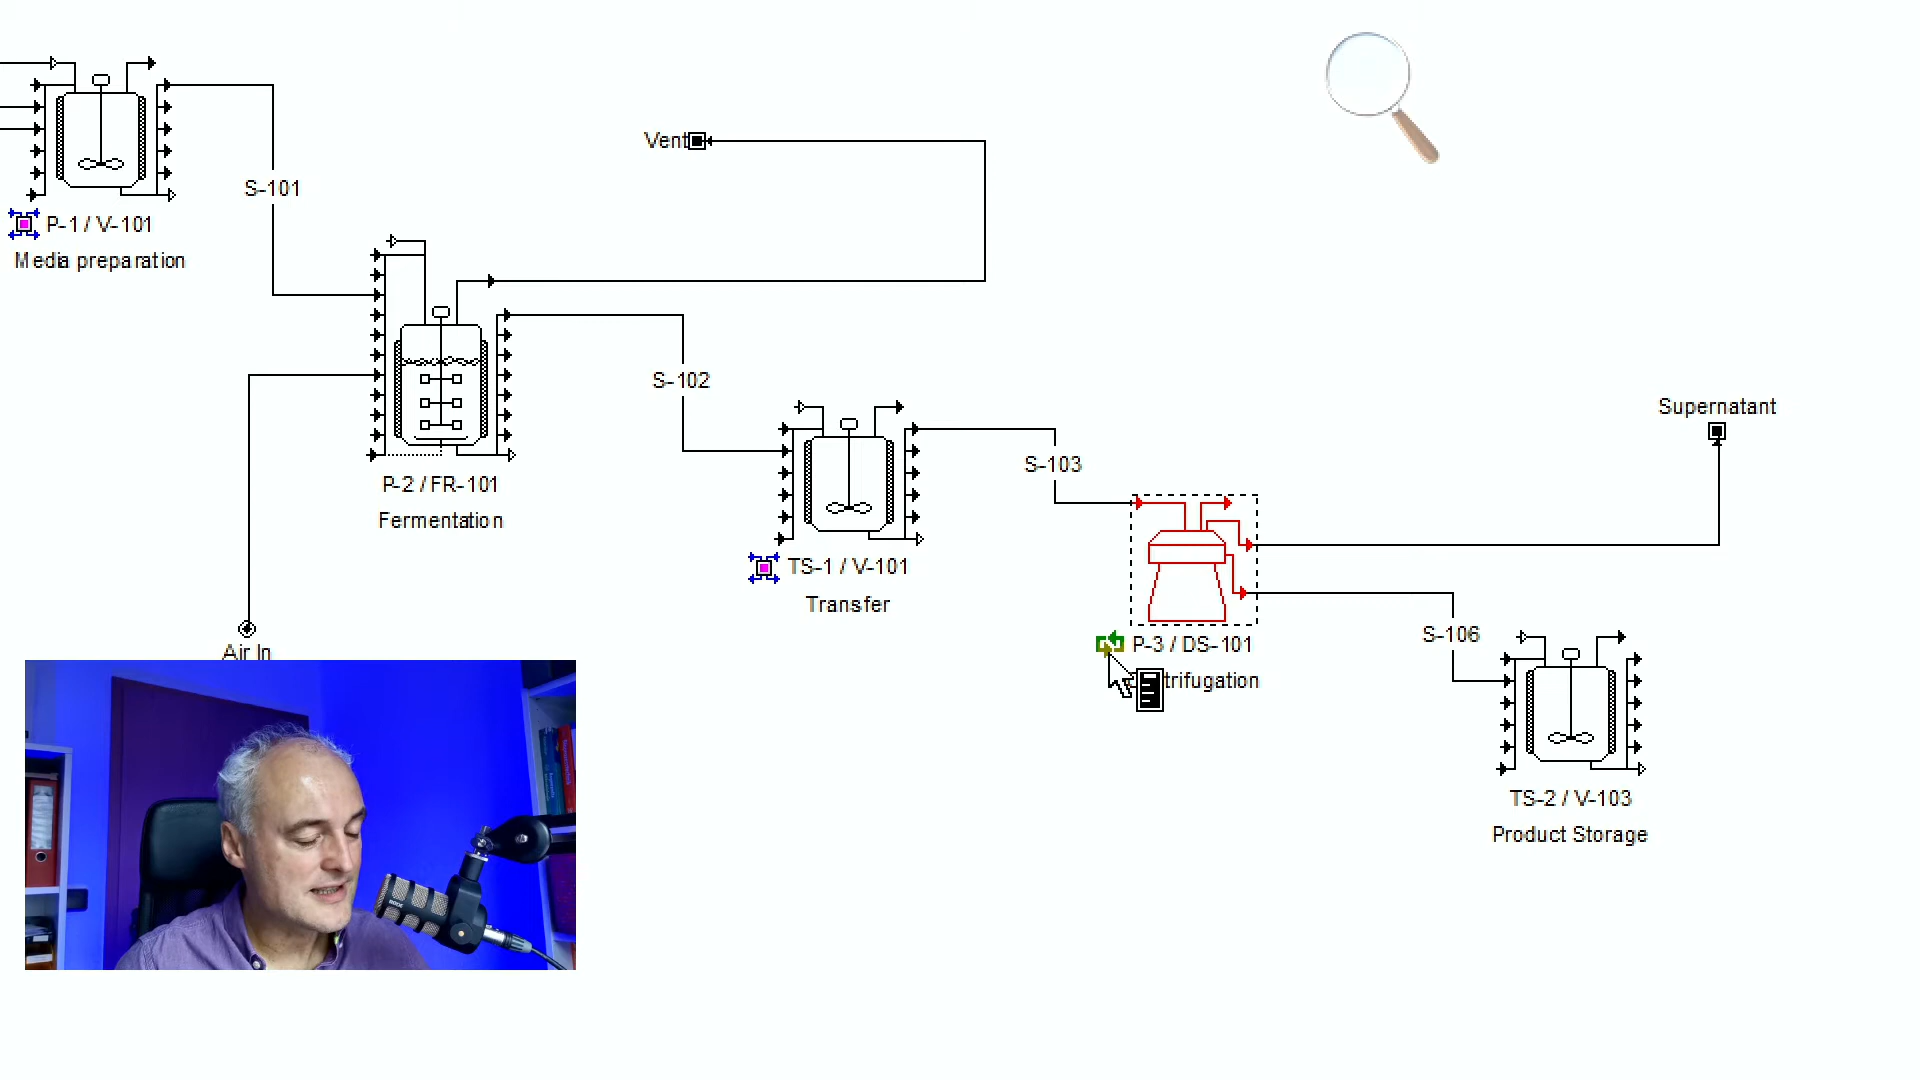 S-101
P-1 / V-101
Media preparation
Vent
S-102
P-2 / FR-101
Fermentation
S-103
TS-1 / V-101
Transfer
Supernatant
Air In
P-3 / DS-101
trifugation
S-106
TS-2 / V-103
Product Storage
RODE